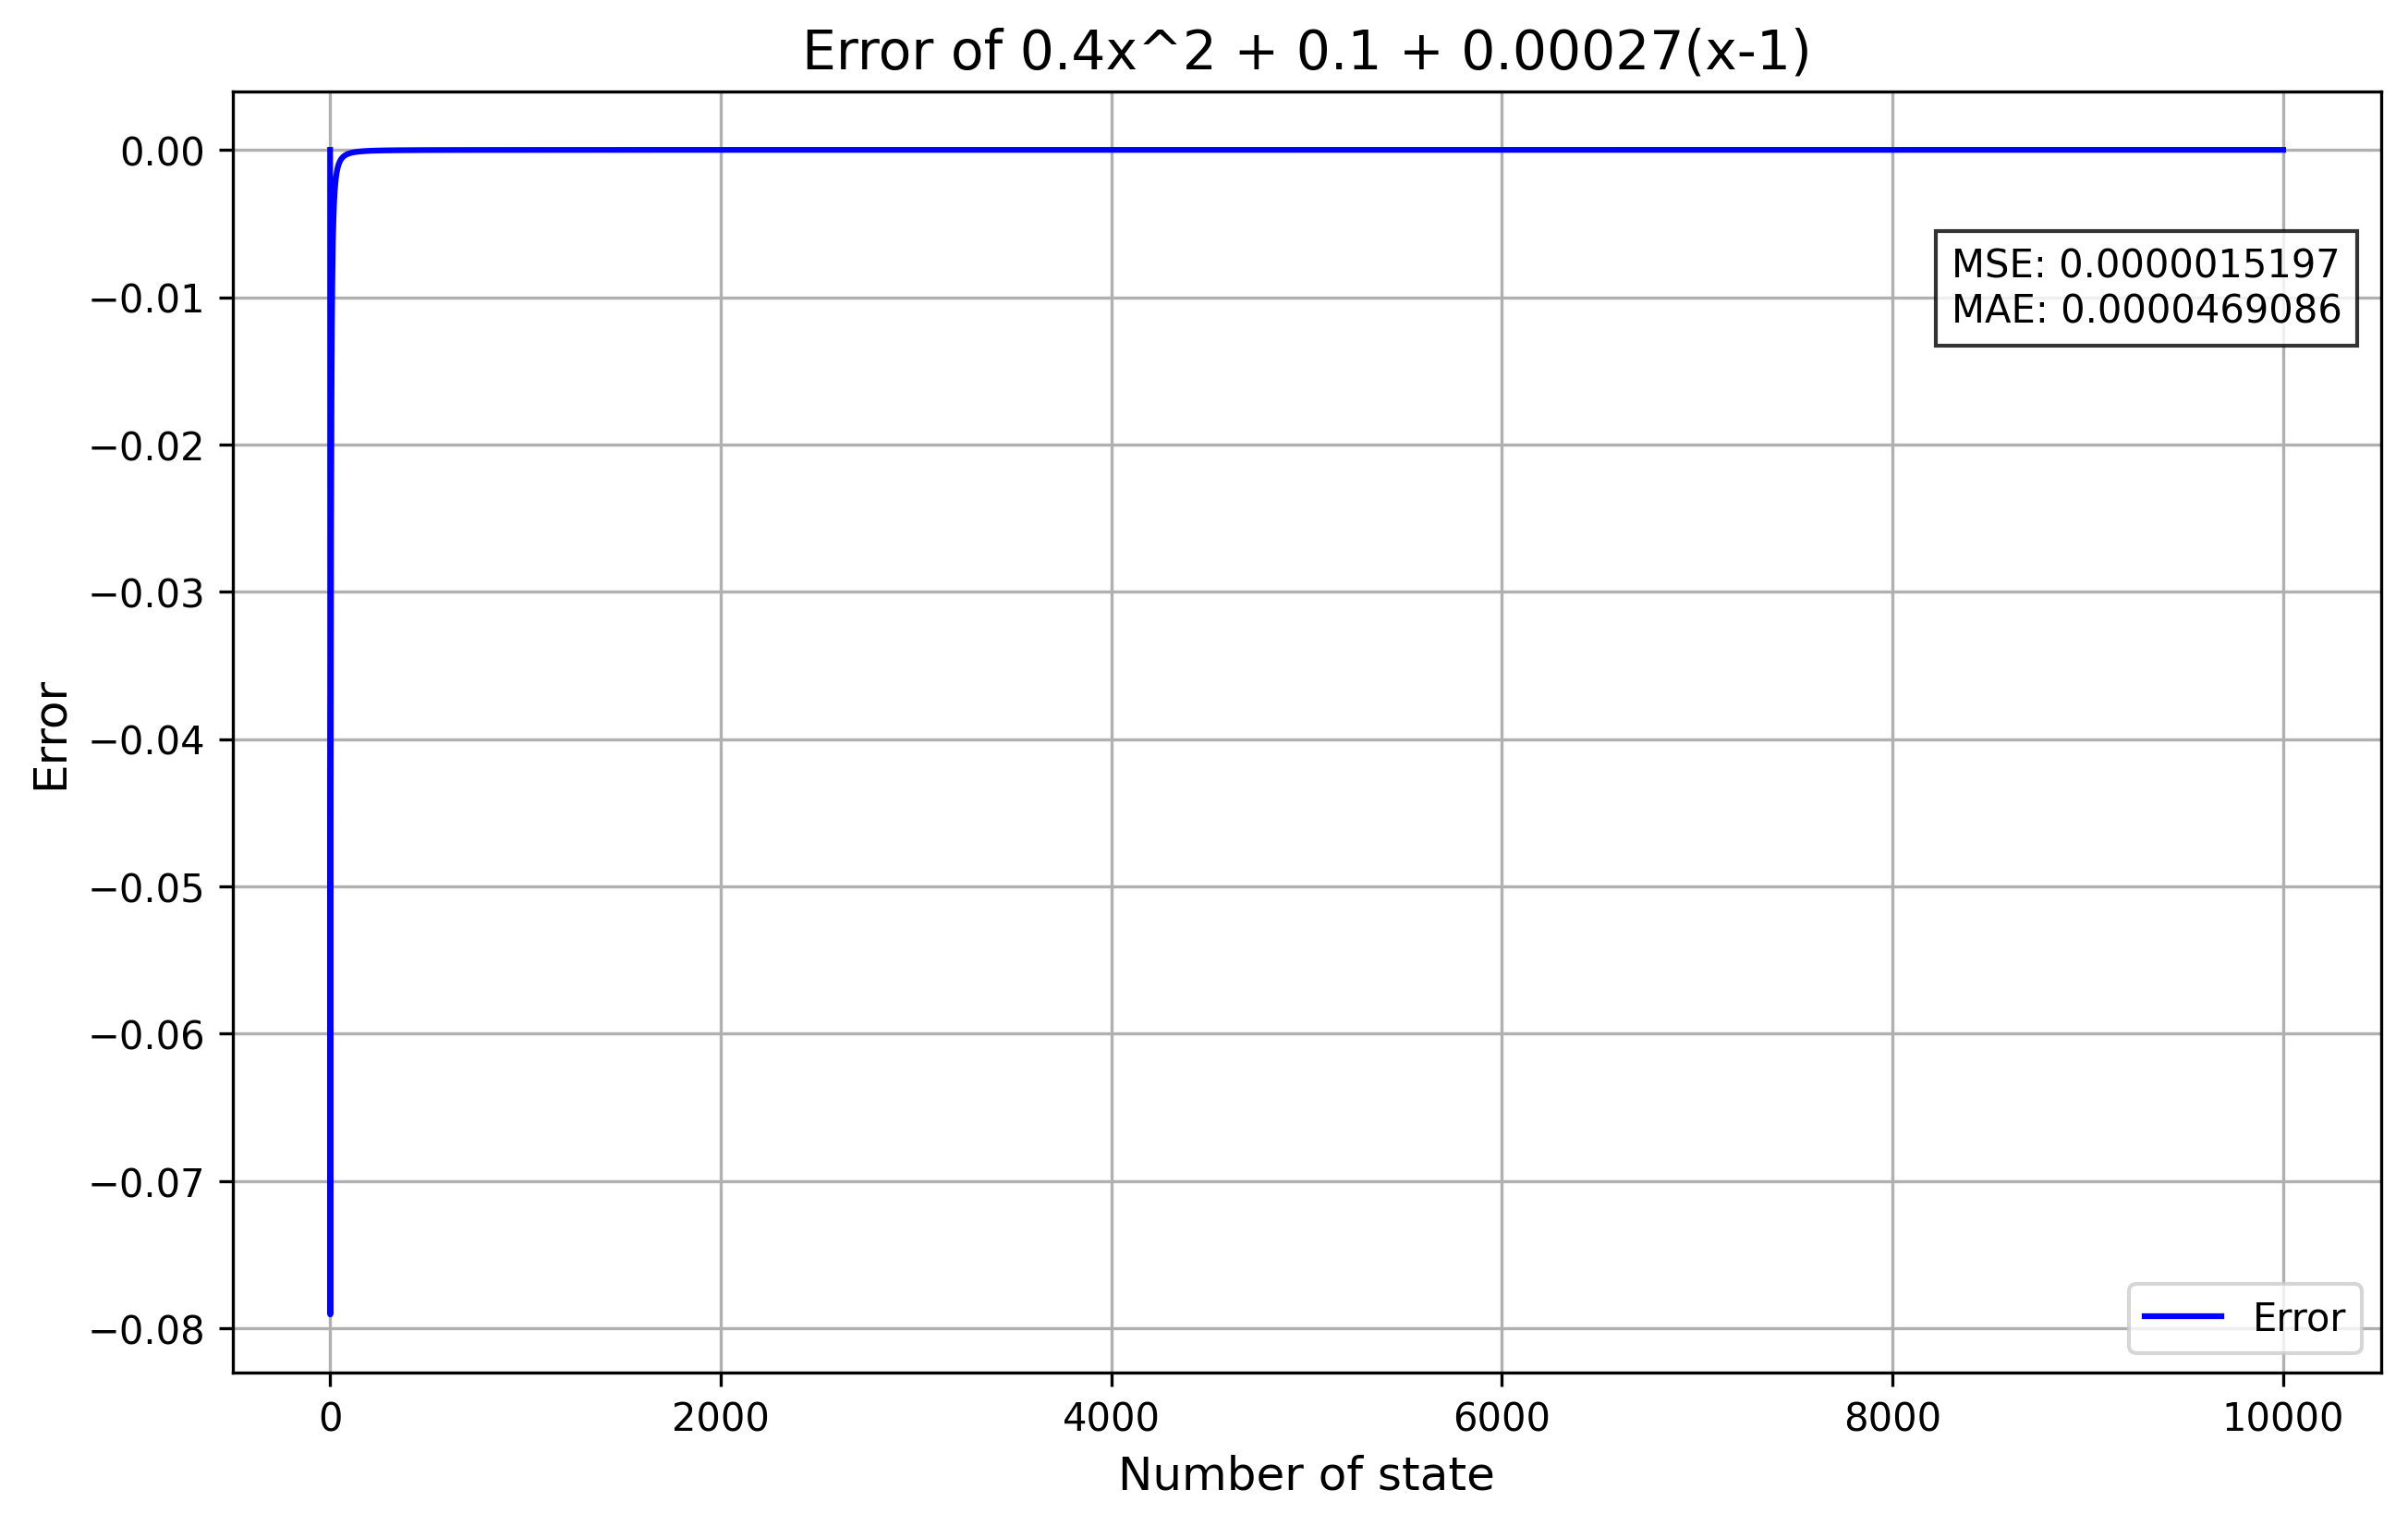 Error of 0.4x^2 + 0.1 + 0.00027(x-1)
0.00
−0.01
−0.02
−0.03
−0.04
−0.05
−0.06
−0.07
−0.08
Error
MSE: 0.0000015197
MAE: 0.0000469086
Error
0 2000 4000 6000 8000 10000
Number of state